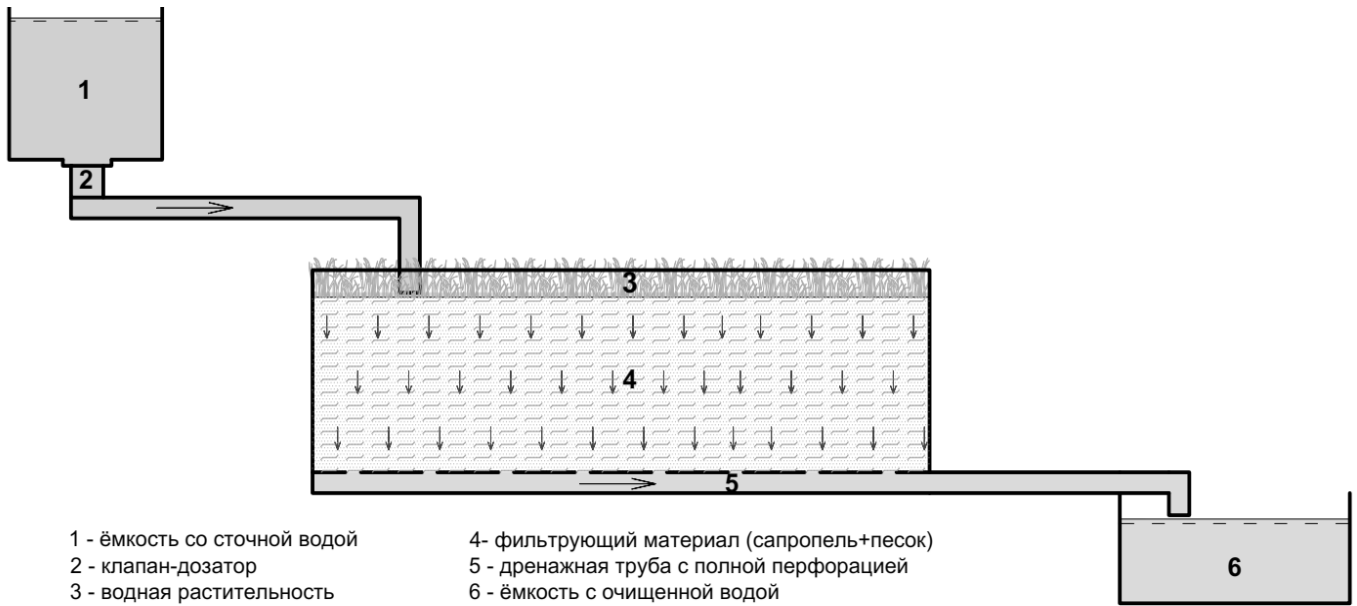 1
2
3
4
5
6
1 - ёмкость со сточной водой
2 - клапан-дозатор
3 - водная растительность
4- фильтрующий материал (сапропель+песок)
5 - дренажная труба с полной перфорацией
6 - ёмкость с очищенной водой